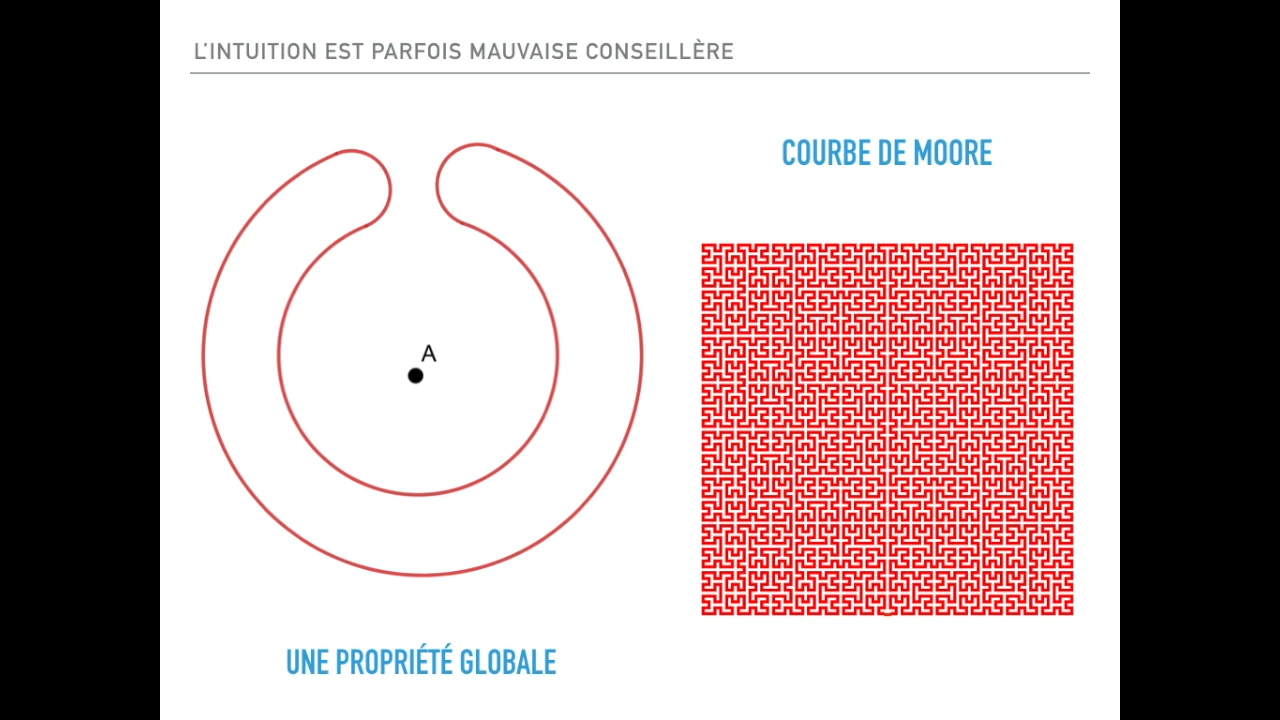 L'INTUITION EST PARFOIS MAUVAISE CONSEILLÈRE
COURBE DE MOORE
A
UNE PROPRIÉTÉ GLOBALE